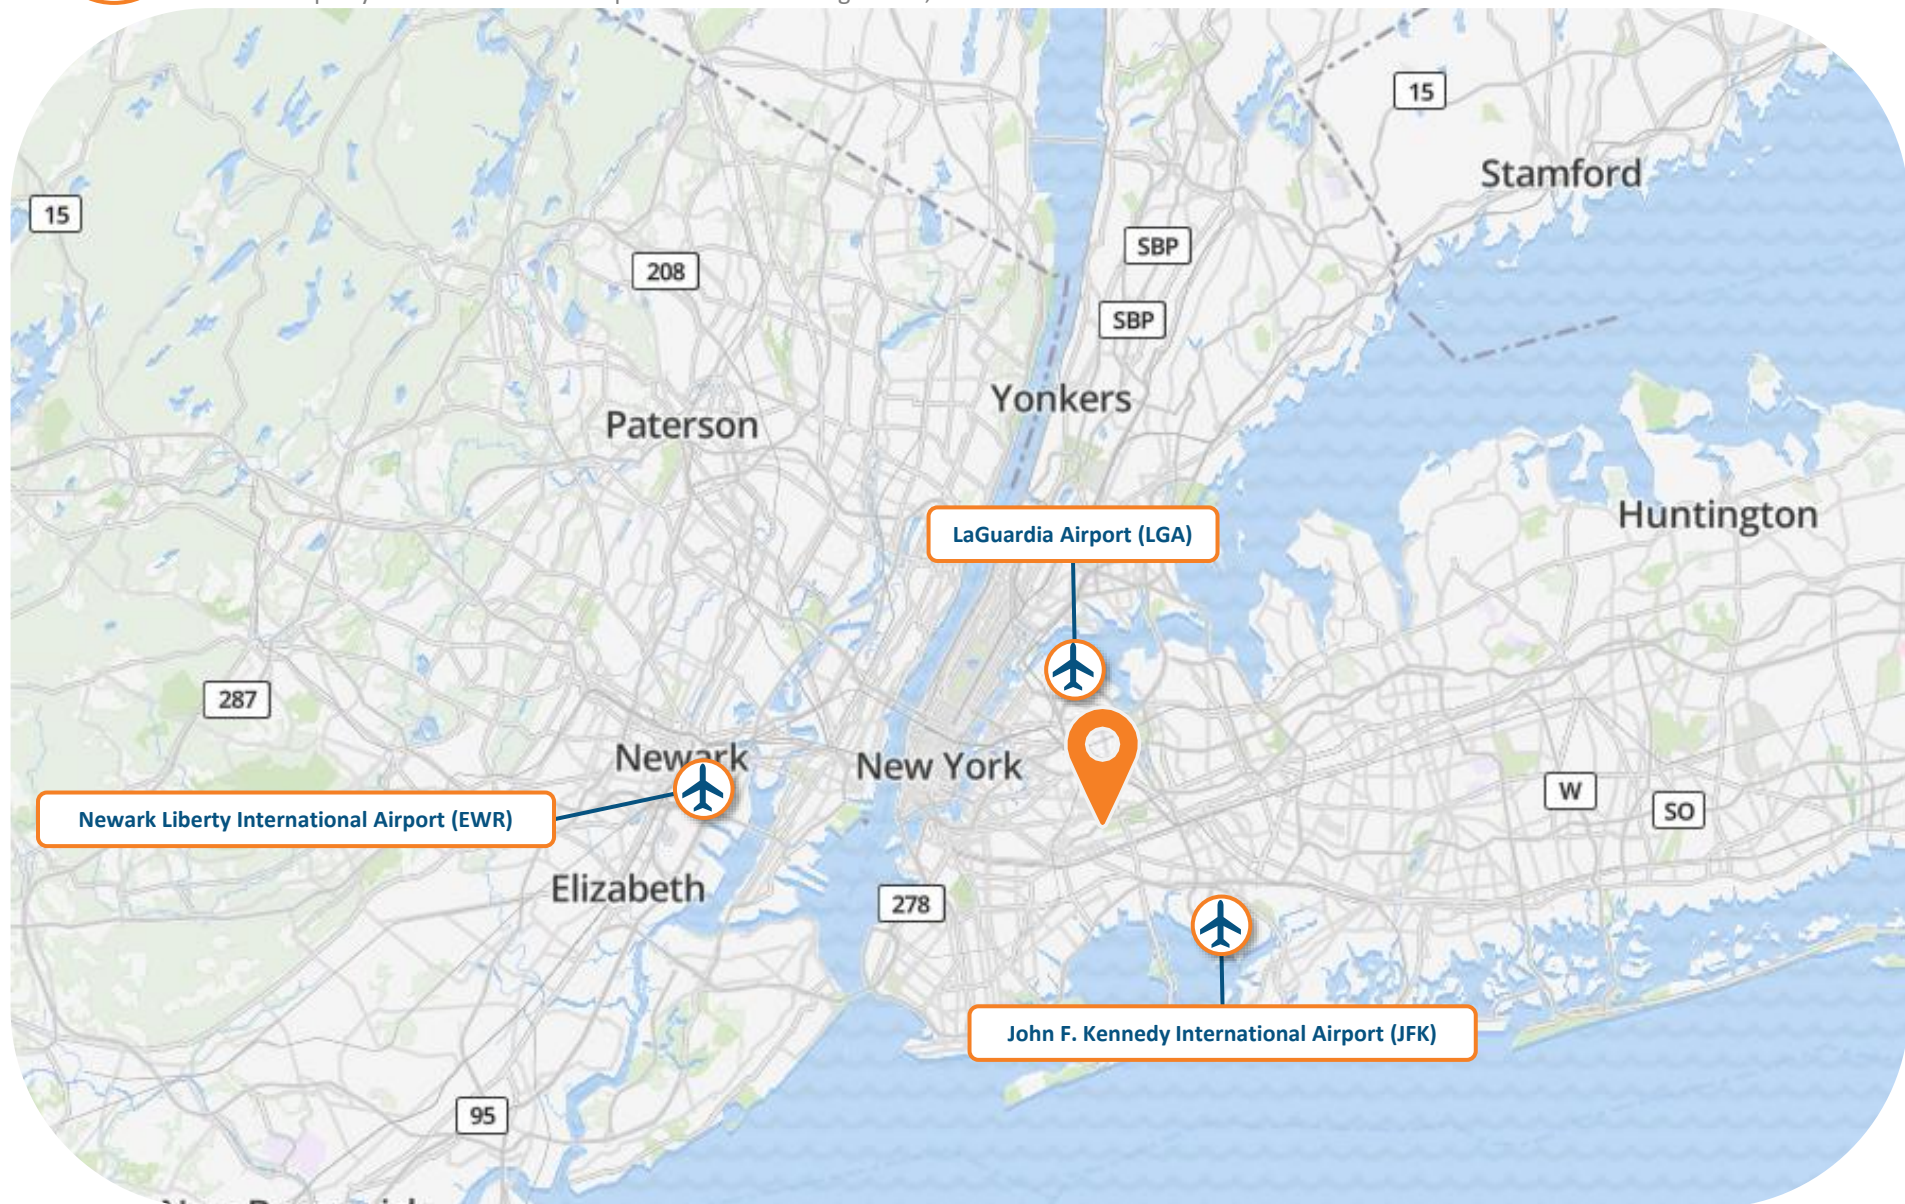 15
Stamford
15
SBP
208
SBP
Yonkers
Paterson
Huntington
LaGuardia Airport (LGA)
287
Newark
New York
W
SO
Newark Liberty International Airport (EWR)
Elizabeth
278
John F. Kennedy International Airport (JFK)
95